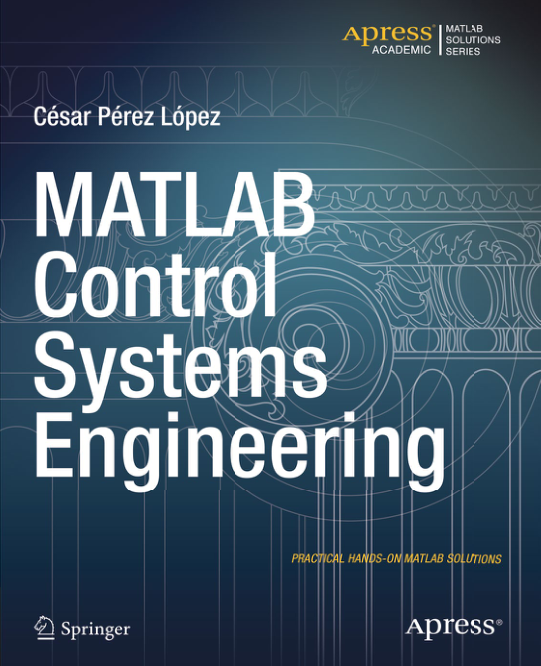 Apress®
ACADEMIC
MATLAB
SOLUTIONS
SERIES
César Pérez López
MATLAB
Control
Systems
Engineering
PRACTICAL HANDS-ON MATLAB SOLUTIONS
Springer
Apress®